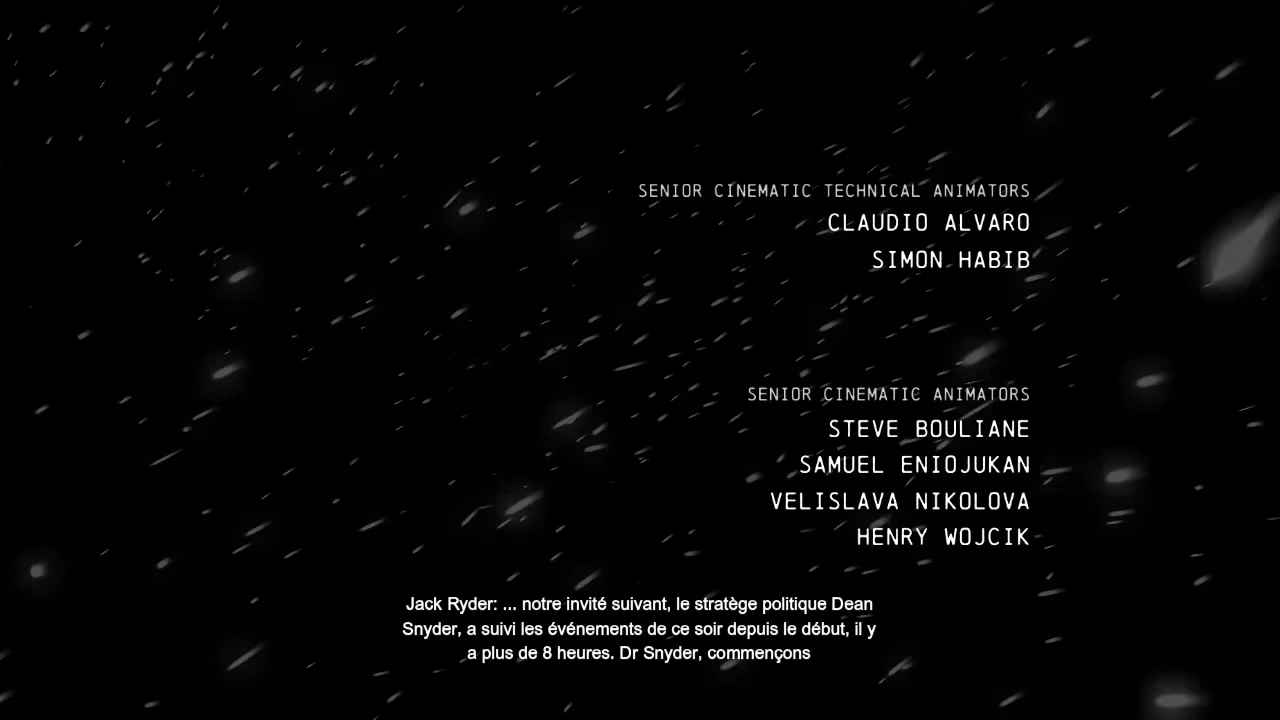 SENIOR CINEMATIC TECHNICAL ANIMATORS
CLAUDIO ALVARO
SIMON HABIB
SENIOR CINEMATIC ANIMATORS
STEVE BOULIANE
SAMUEL ENIOJUKAN
VELISLAVA NIKOLOVA
HENRY WOJCIK
Jack Ryder: ... notre invité suivant, le stratège politique Dean
Snyder, a suivi les événements de ce soir depuis le début, il y
a plus de 8 heures. Dr Snyder, commençons